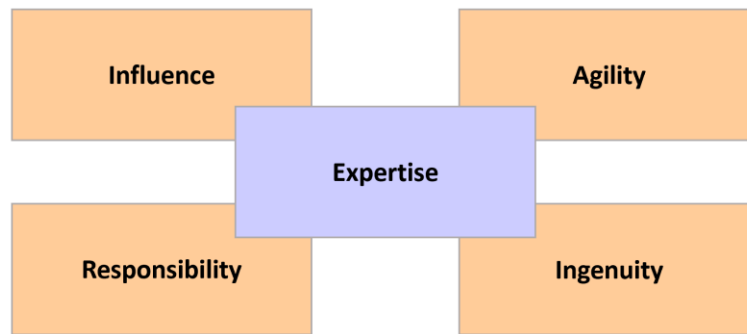 Influence
Agility
Expertise
Responsibility
Ingenuity